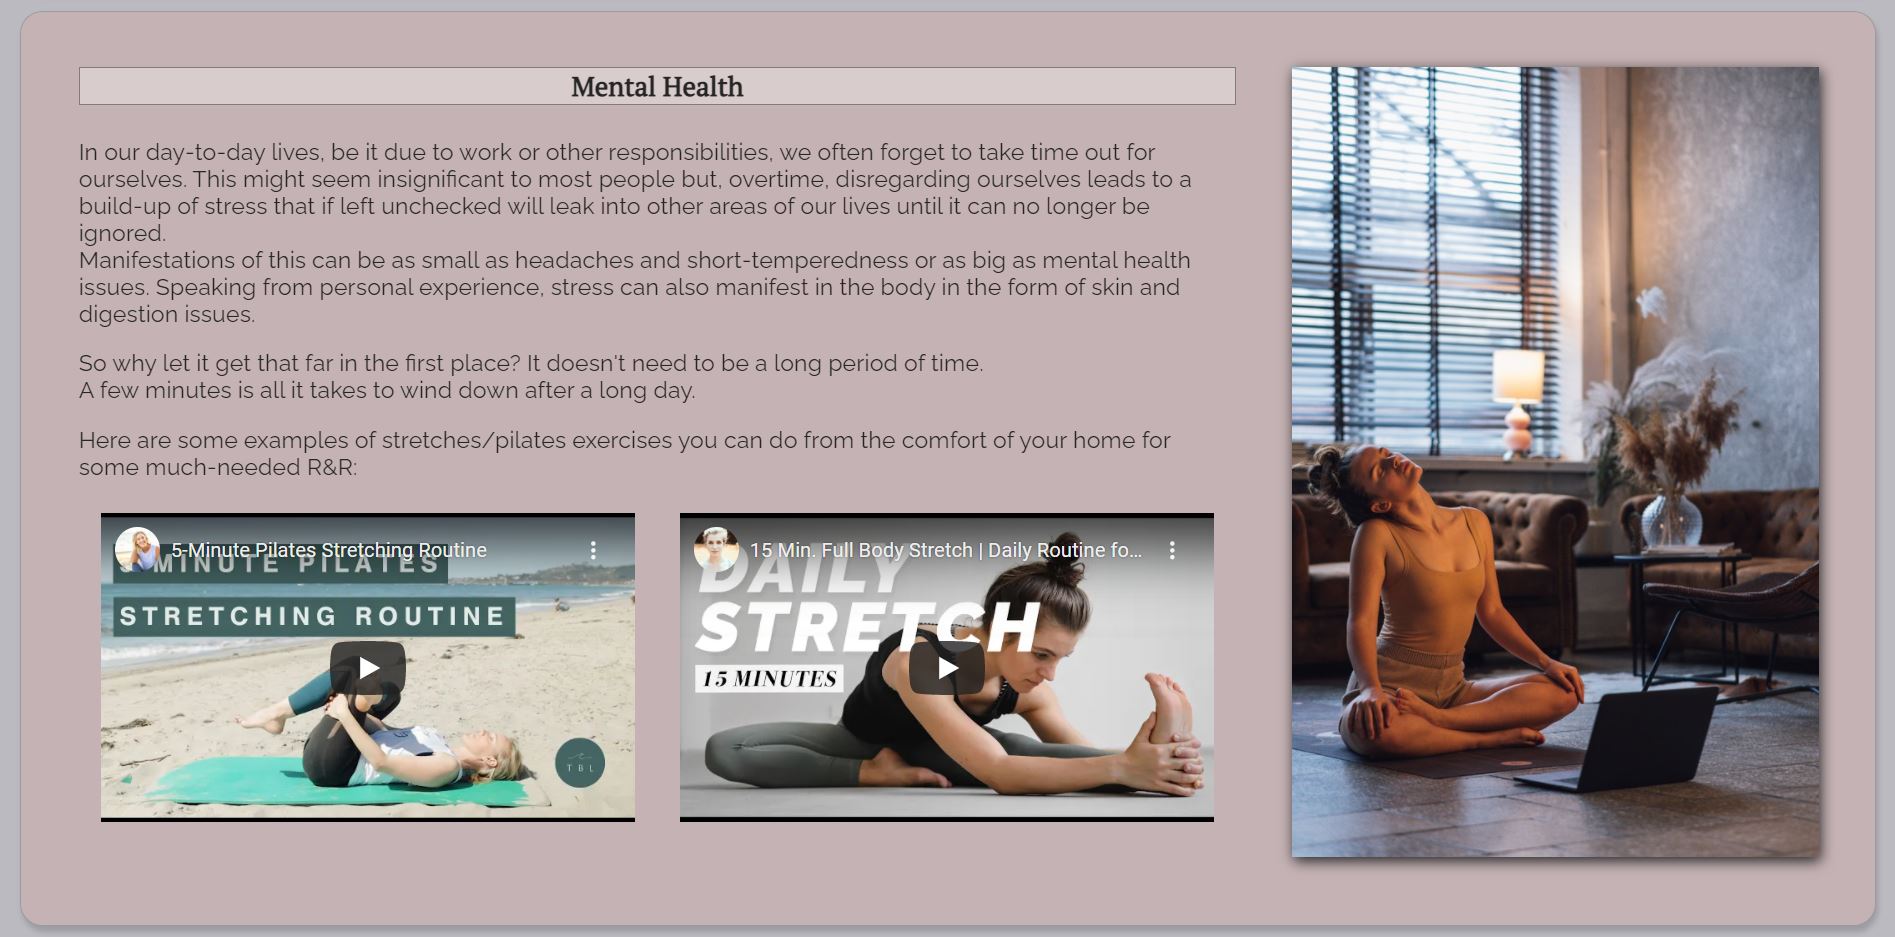 Mental Health
In our day-to-day lives, be it due to work or other responsibilities, we often forget to take time out for
ourselves. This might seem insignificant to most people but, overtime, disregarding ourselves leads to a
build-up of stress that if left unchecked will leak into other areas of our lives until it can no longer be
ignored.
Manifestations of this can be as small as headaches and short-temperedness or as big as mental health
issues. Speaking from personal experience, stress can also manifest in the body in the form of skin and
digestion issues.
So why let it get that far in the first place? It doesn't need to be a long period of time.
A few minutes is all it takes to wind down after a long day.
Here are some examples of stretches/pilates exercises you can do from the comfort of your home for
some much-needed R&R:
5-Minute Pilates Stretching Routine
MINUTE PILATES
STRETCHING ROUTINE
TBL
15 Min. Full Body Stretch | Daily Routine fo...
DAILY
STRETCH
15 MINUTES